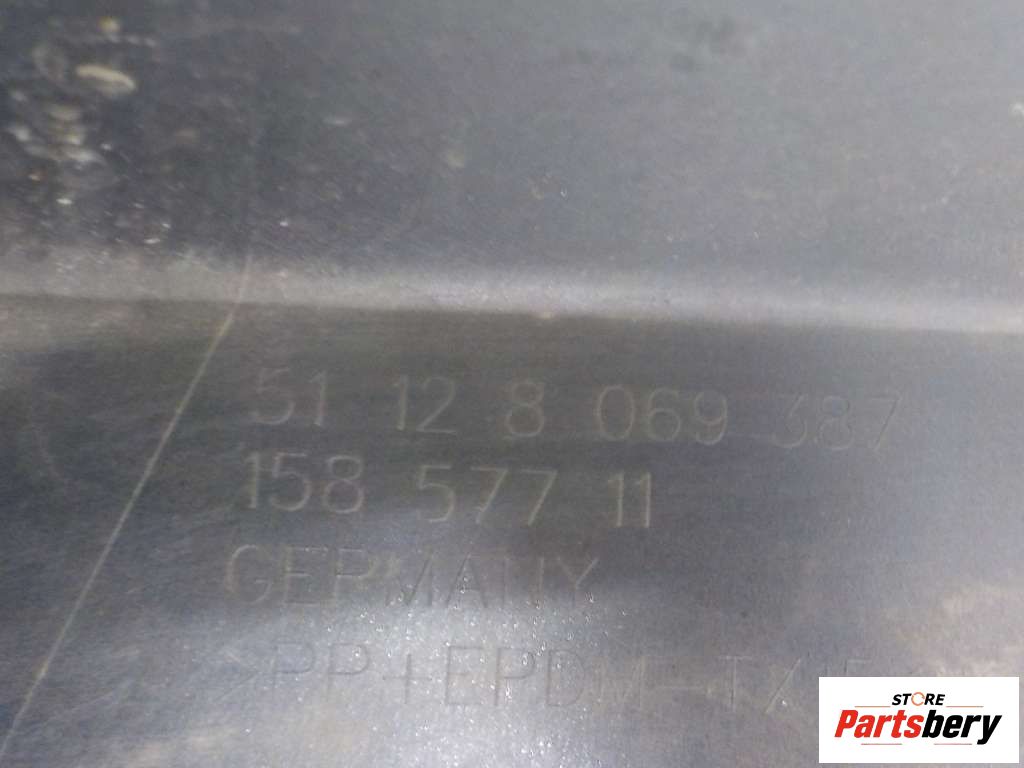 51 12 8 069 387
158 577 11
GERMANY
>PP+EPDM-
STORE
Partsbery